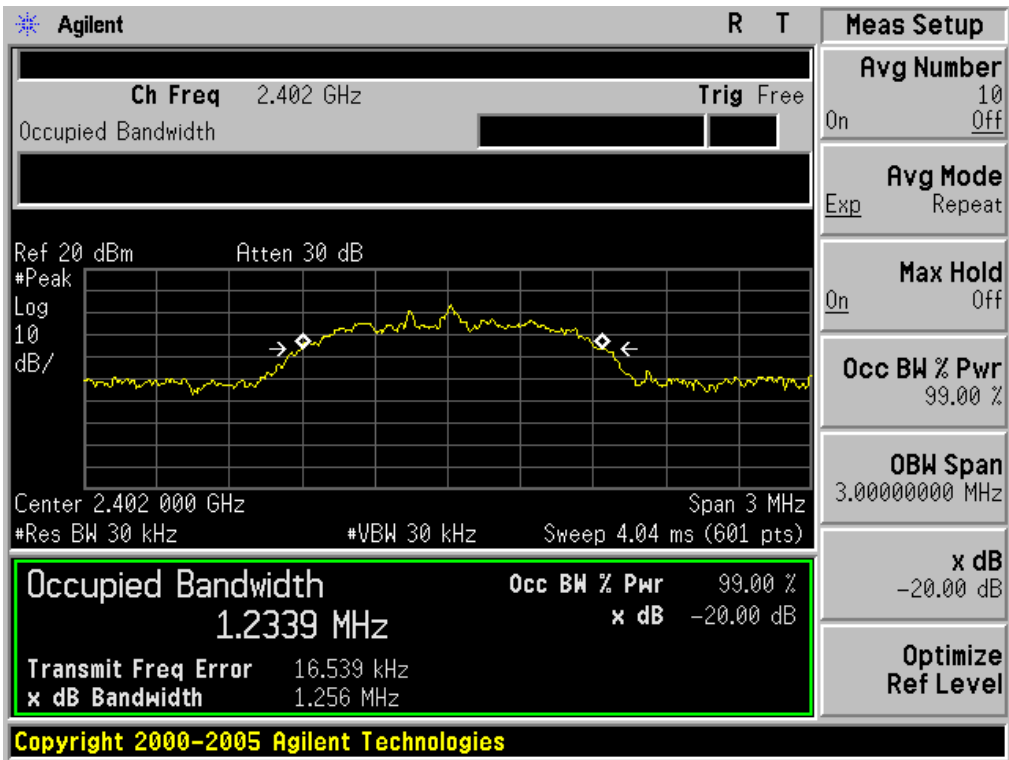 Agilent R T
Ch Freq 2.402 GHz Trig Free
Occupied Bandwidth
Ref 20 dBm Atten 30 dB
#Peak
Log
10
dB/
Center 2.402 000 GHz Span 3 MHz
#Res BW 30 kHz #VBW 30 kHz Sweep 4.04 ms (601 pts)
Occupied Bandwidth Occ BW % Pwr 99.00 %
1.2339 MHz x dB -20.00 dB
Transmit Freq Error 16.539 kHz
x dB Bandwidth 1.256 MHz
Copyright 2000-2005 Agilent Technologies
Meas Setup
Avg Number
10
On Off
Avg Mode
Exp Repeat
Max Hold
On Off
Occ BW % Pwr
99.00 %
OBW Span
3.00000000 MHz
x dB
-20.00 dB
Optimize
Ref Level